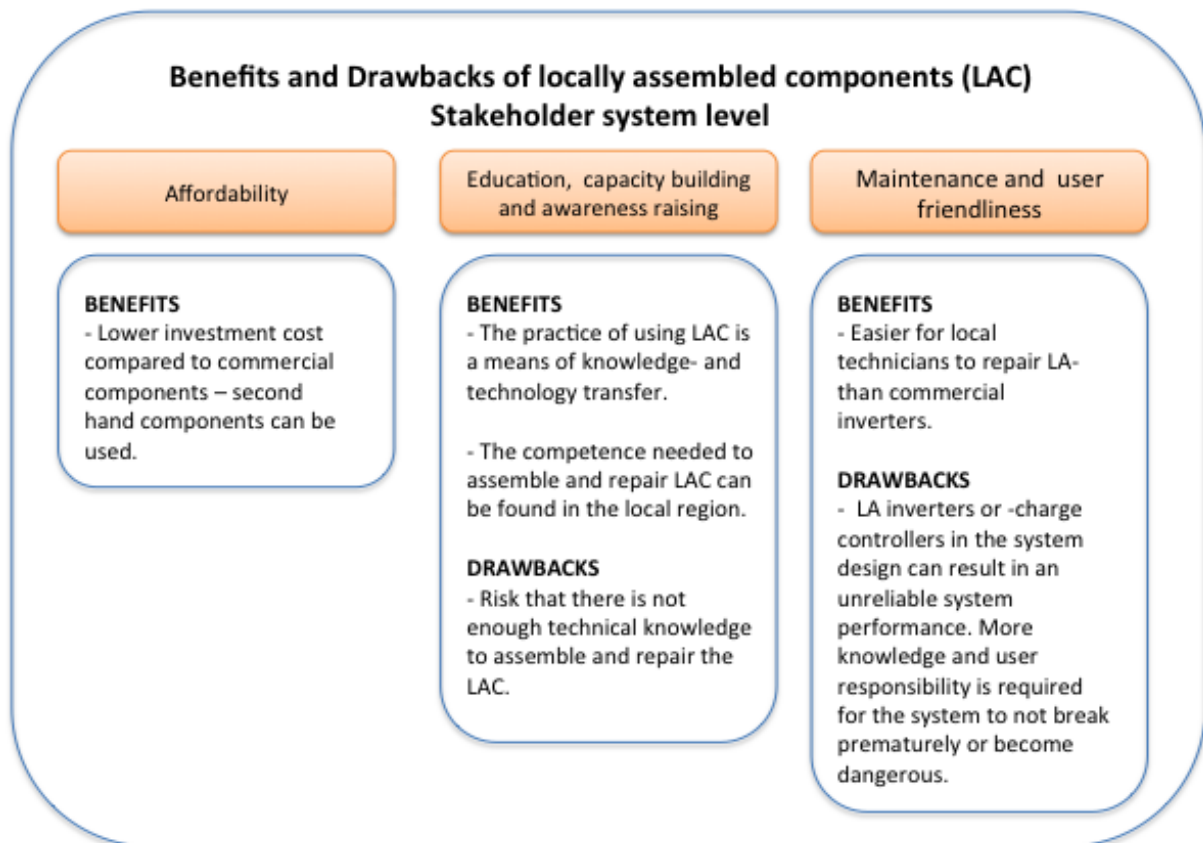 Benefits and Drawbacks of locally assembled components (LAC)
Stakeholder system level
Affordability
BENEFITS
- Lower investment cost
compared to commercial
components – second
hand components can be
used.
Education, capacity building
and awareness raising
BENEFITS
- The practice of using LAC is
a means of knowledge- and
technology transfer.
- The competence needed to
assemble and repair LAC can
be found in the local region.
DRAWBACKS
- Risk that there is not
enough technical knowledge
to assemble and repair the
LAC.
Maintenance and user
friendliness
BENEFITS
- Easier for local
technicians to repair LA-
than commercial
inverters.
DRAWBACKS
- LA inverters or -charge
controllers in the system
design can result in an
unreliable system
performance. More
knowledge and user
responsibility is required
for the system to not break
prematurely or become
dangerous.